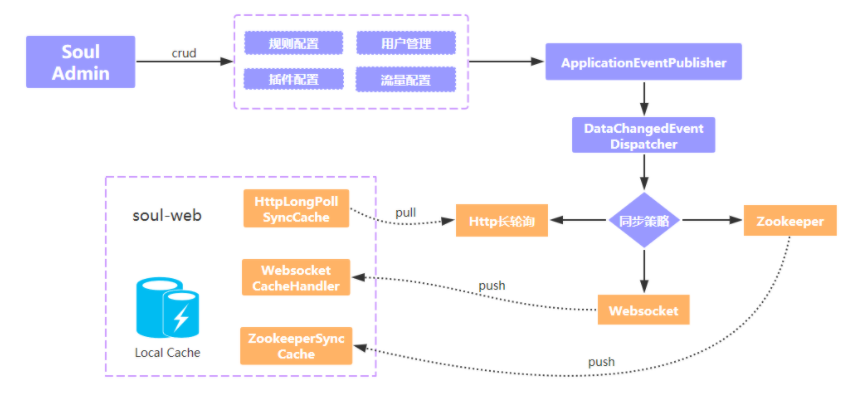 Soul
Admin
crud
规则配置
用户管理
插件配置
流量配置
ApplicationEventPublisher
DataChangedEvent
Dispatcher
soul-web
HttpLongPoll
SyncCache
pull
Http长轮询
同步策略
Zookeeper
Websocket
CacheHandler
push
Websocket
Local Cache
ZookeeperSync
Cache
push